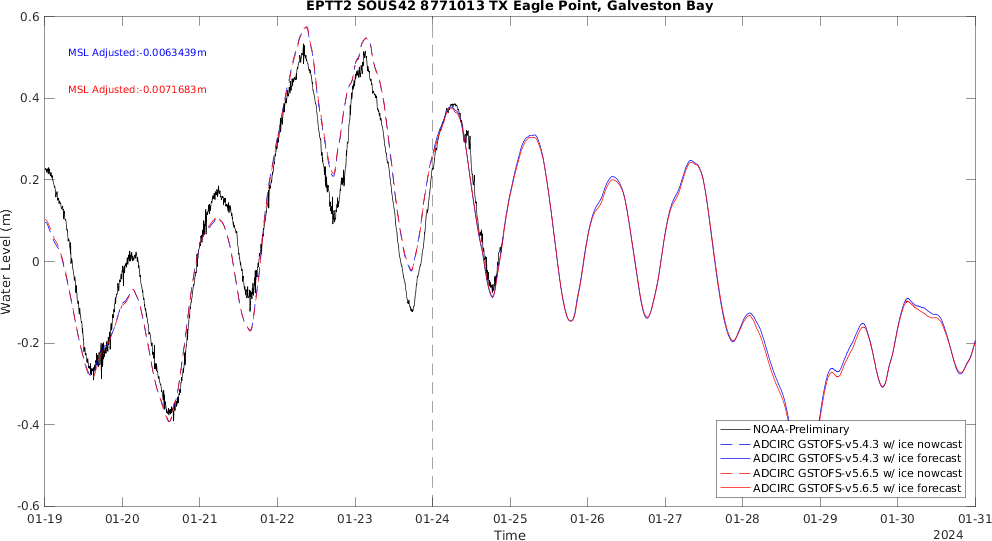 EPTT2 SOUS42 8771013 TX Eagle Point, Galveston Bay
0.6
MSL Adjusted:-0.0063439m
MSL Adjusted:-0.0071683m
0.4
0.2
0
-0.2
-0.4
-0.6
Water Level (m)
NOAA-Preliminary
ADCIRC GSTOFS-v5.4.3 w/ ice nowcast
ADCIRC GSTOFS-v5.4.3 w/ ice forecast
ADCIRC GSTOFS-v5.6.5 w/ ice nowcast
ADCIRC GSTOFS-v5.6.5 w/ ice forecast
01-19 01-20 01-21 01-22 01-23 01-24 01-25 01-26 01-27 01-28 01-29 01-30 01-31
Time
2024